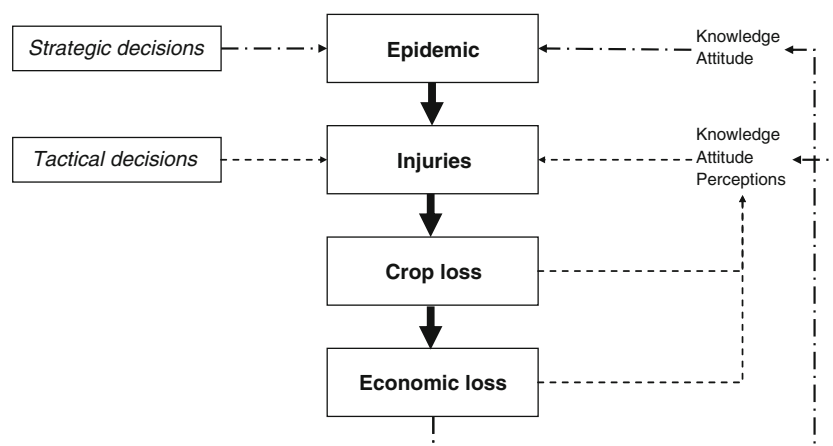 Strategic decisions
Epidemic
Knowledge
Attitude
Tactical decisions
Injuries
Knowledge
Attitude
Perceptions
Crop loss
Economic loss